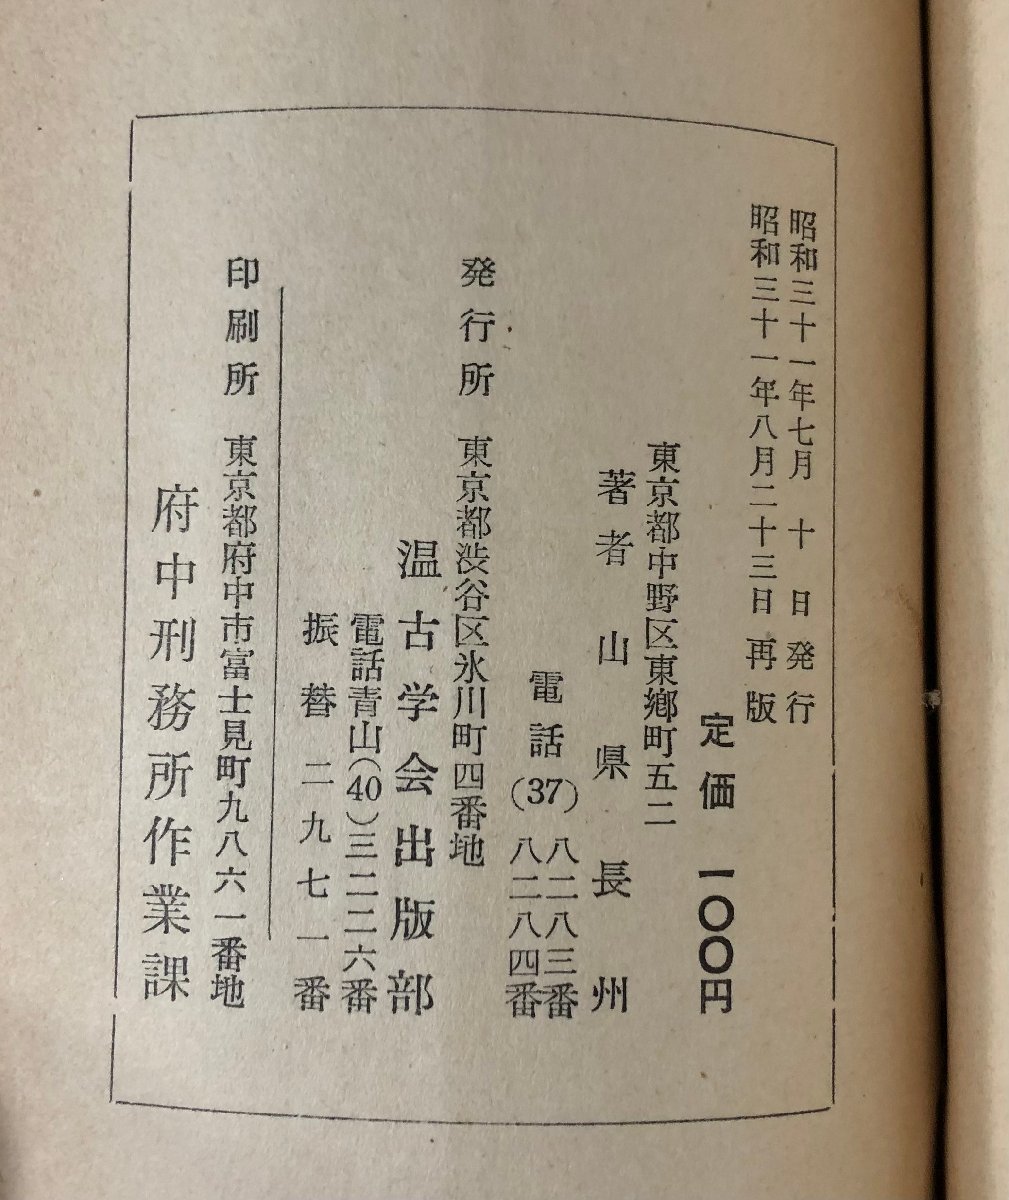 昭和三十一年七月十日発行
昭和三十一年八月二十三日再版
定価 一〇〇円
東京都中野区東郷町五二
著者 山県長州
電話(37)八二八三番
八二八四番
発行所 東京都渋谷区氷川町四番地
温古学会出版部
電話青山(40)三二二六番
振替二九七一番
印刷所 東京都府中市富士見町九八六一番地
府中刑務所作業課